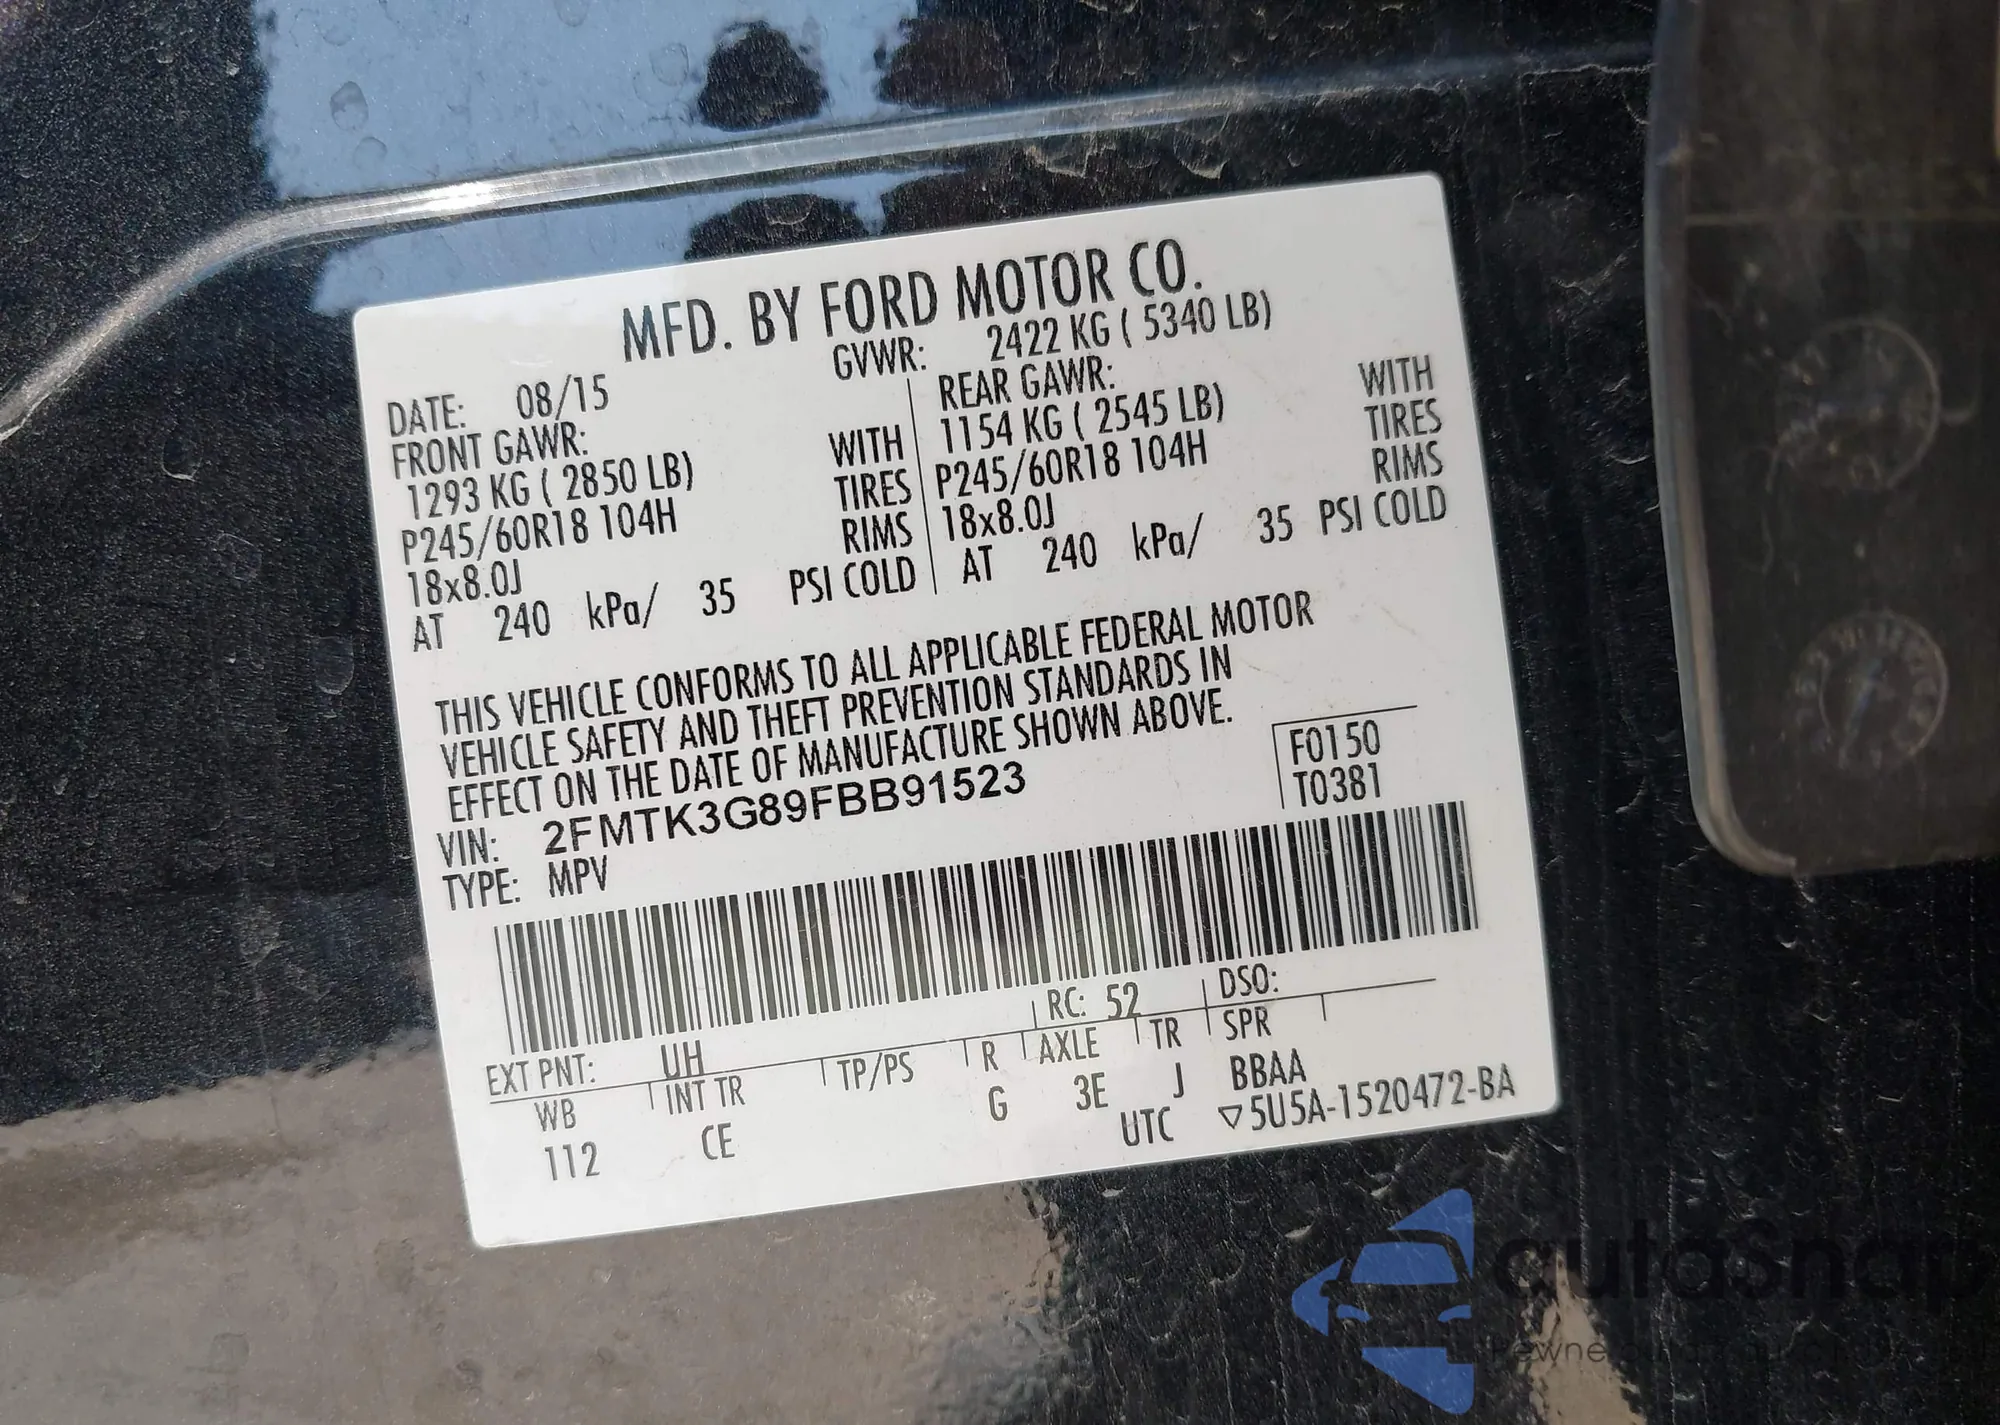 MFD. BY FORD MOTOR CO.
DATE: 08/15 GVWR: 2422 KG ( 5340 LB)
FRONT GAWR: REAR GAWR:
1293 KG ( 2850 LB) WITH 1154 KG ( 2545 LB) WITH
P245/60R18 104H TIRES P245/60R18 104H TIRES
18x8.0J RIMS 18x8.0J RIMS
AT 240 kPa/ 35 PSI COLD AT 240 kPa/ 35 PSI COLD
THIS VEHICLE CONFORMS TO ALL APPLICABLE FEDERAL MOTOR
VEHICLE SAFETY AND THEFT PREVENTION STANDARDS IN
EFFECT ON THE DATE OF MANUFACTURE SHOWN ABOVE.
VIN: 2FMTK3G89FBB91523 F0150
TYPE: MPV T0381
EXT PNT: UH RC: 52 DSO:
WB INT TR TP/PS R AXLE TR SPR
112 CE G 3E J BBAA
UTC ▽5U5A-1520472-BA
autaSnap